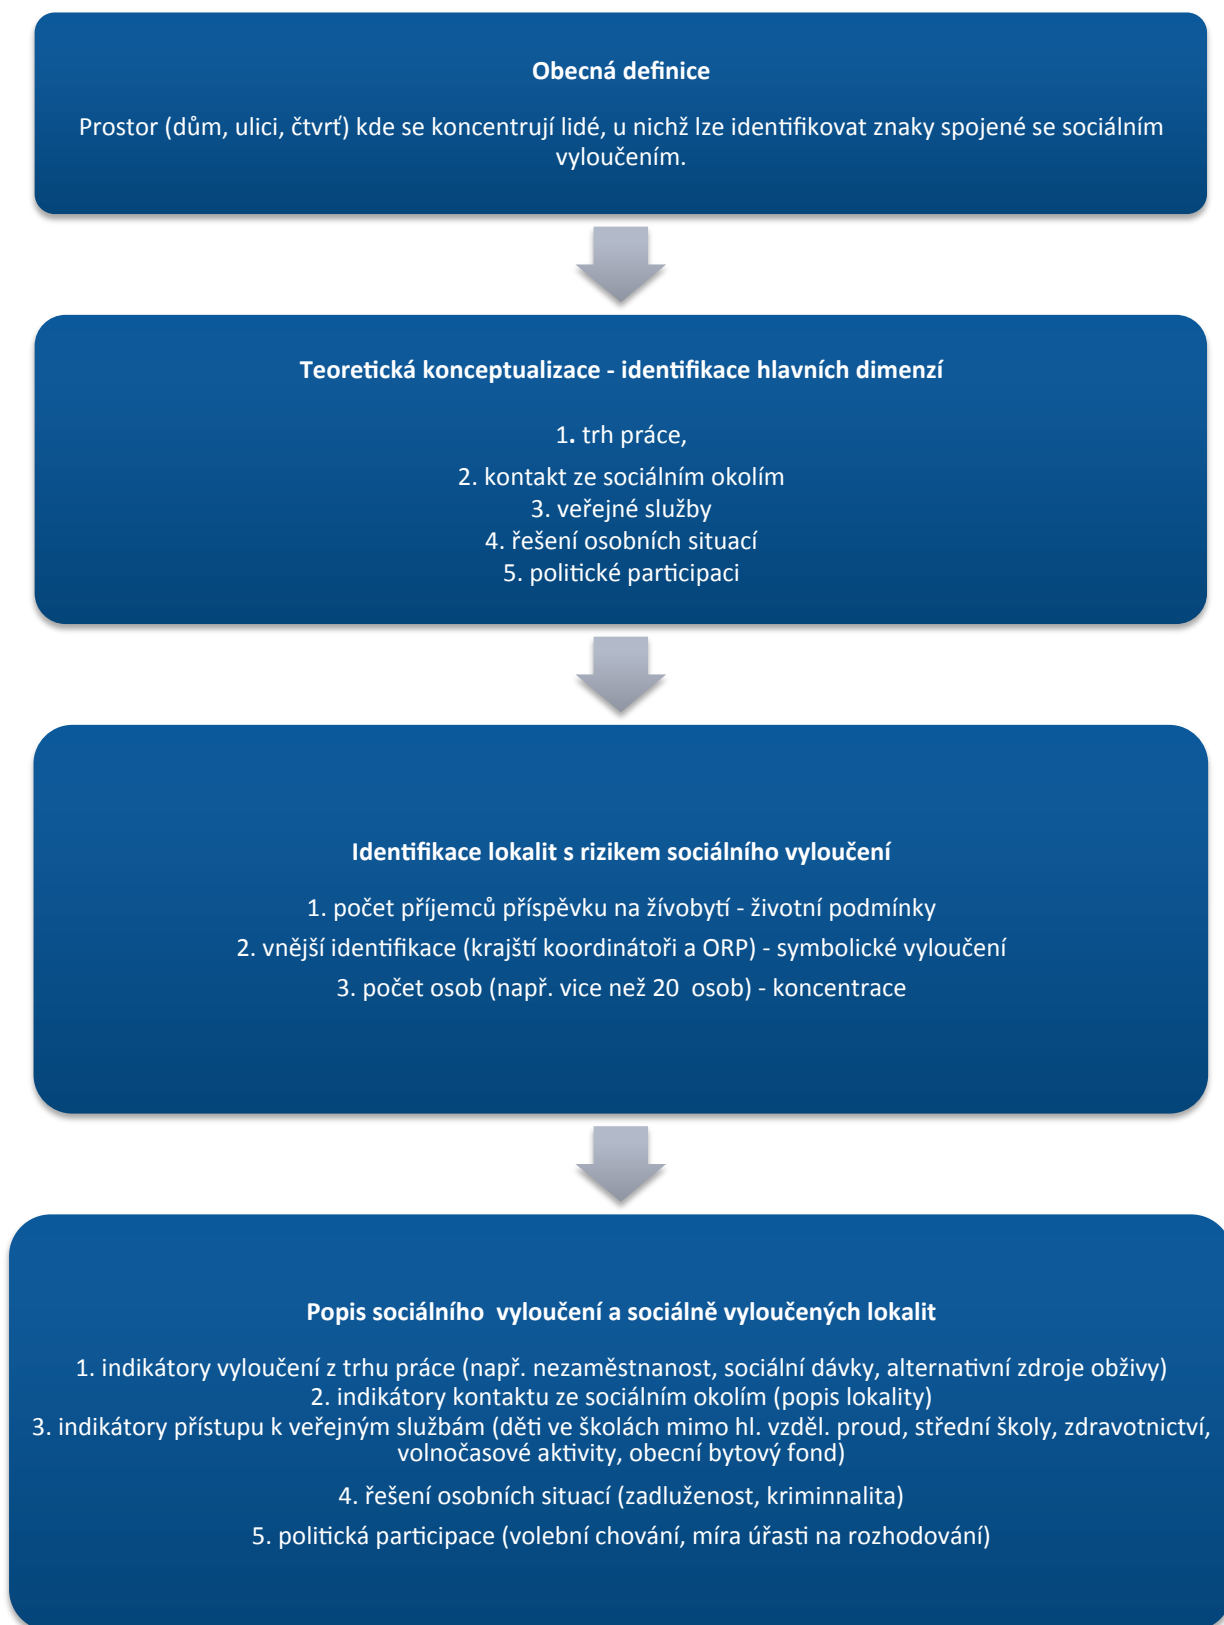 Obecná definice
Prostor (dům, ulici, čtvrť) kde se koncentrují lidé, u nichž lze identifikovat znaky spojené se sociálním
vyloučením.
Teoretická konceptualizace - identifikace hlavních dimenzí
1. trh práce,
2. kontakt ze sociálním okolím
3. veřejné služby
4. řešení osobních situací
5. politické participaci
Identifikace lokalit s rizikem sociálního vyloučení
1. počet příjemců příspěvku na žívobytí - životní podmínky
2. vnější identifikace (krajští koordinátoři a ORP) - symbolické vyloučení
3. počet osob (např. vice než 20 osob) - koncentrace
Popis sociálního vyloučení a sociálně vyloučených lokalit
1. indikátory vyloučení z trhu práce (např. nezaměstnanost, sociální dávky, alternativní zdroje obživy)
2. indikátory kontaktu ze sociálním okolím (popis lokality)
3. indikátory přístupu k veřejným službám (děti ve školách mimo hl. vzděl. proud, střední školy, zdravotnictví,
volnočasové aktivity, obecní bytový fond)
4. řešení osobních situací (zadluženost, kriminnalita)
5. politická participace (volební chování, míra úřasti na rozhodování)